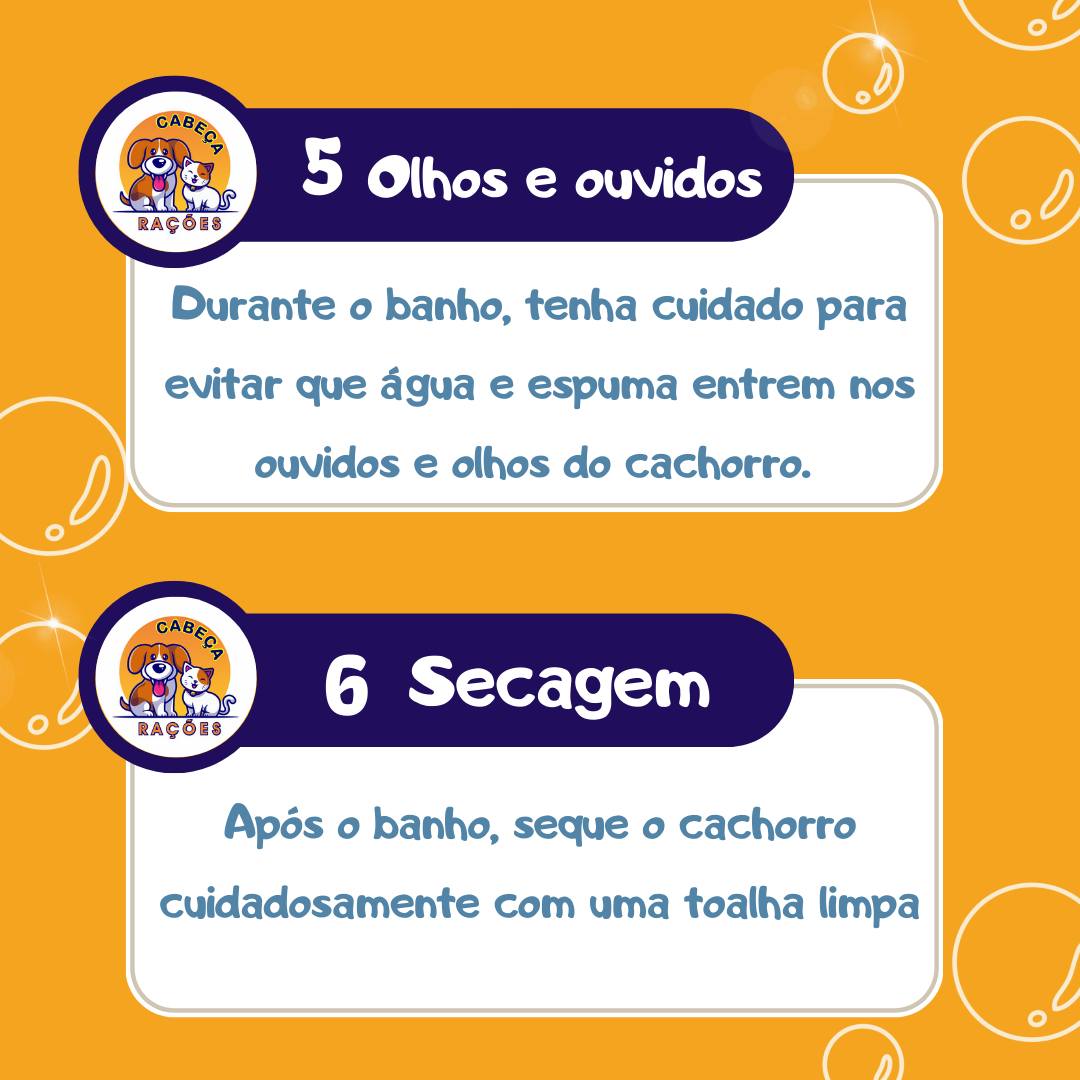 CABEÇA
RAÇÕES
5 Olhos e ouvidos
Durante o banho, tenha cuidado para
evitar que água e espuma entrem nos
ouvidos e olhos do cachorro.
CABEÇA
RAÇÕES
6 Secagem
Após o banho, seque o cachorro
cuidadosamente com uma toalha limpa